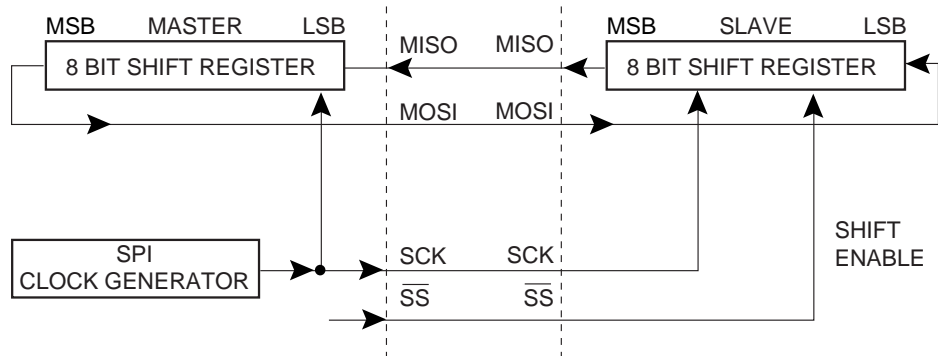 MSB MASTER LSB MISO MISO MSB SLAVE LSB
8 BIT SHIFT REGISTER 8 BIT SHIFT REGISTER
MOSI MOSI
SHIFT
ENABLE
SPI
CLOCK GENERATOR
SCK SCK
SS SS